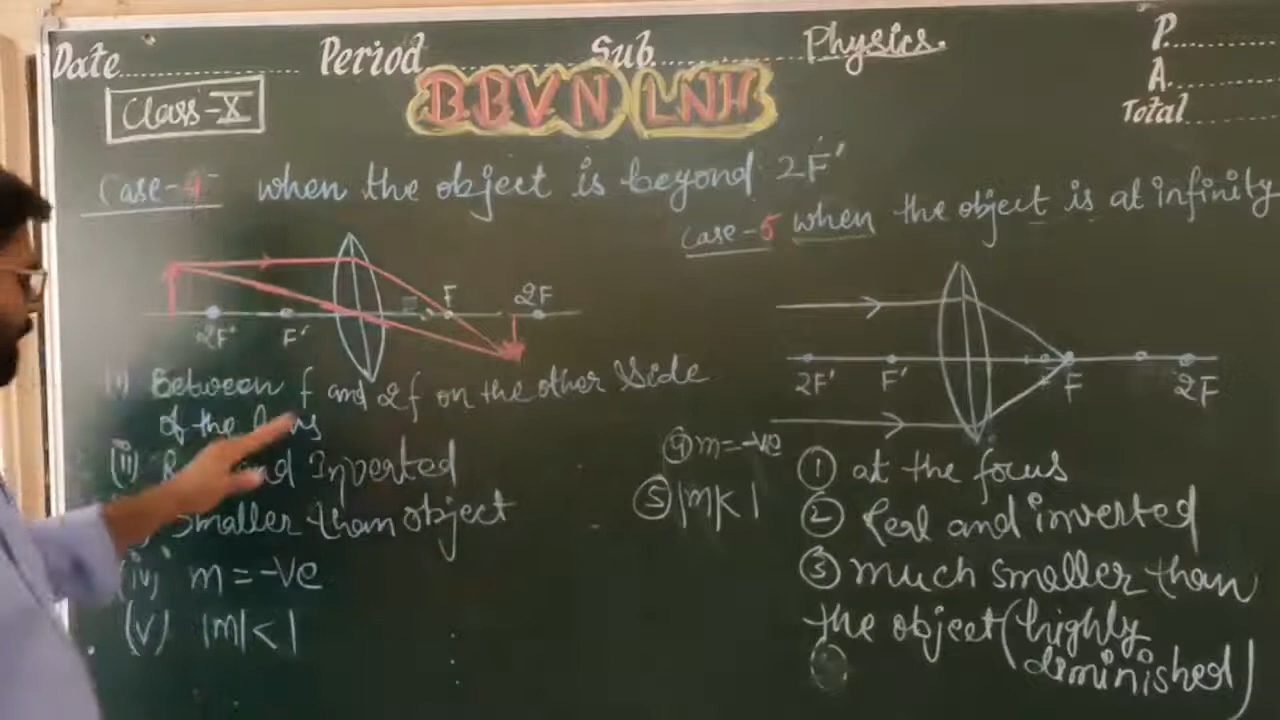 Date Period Sub Physics.
P.
A.
Total
Class-X
BBVN LNH
Case-4 when the object is beyond 2F'
2F' F' F 2F
(i) Between f and 2f on the other side
of the lens
(ii) and Inverted
Smaller than object
(iv) m = -ve
(v) |m| < 1
Case-5 when the object is at infinity
2F' F' F 2F
① at the focus
② Real and inverted
③ much smaller than
the object (highly
diminished)
④ m = -ve
⑤ |m| < 1